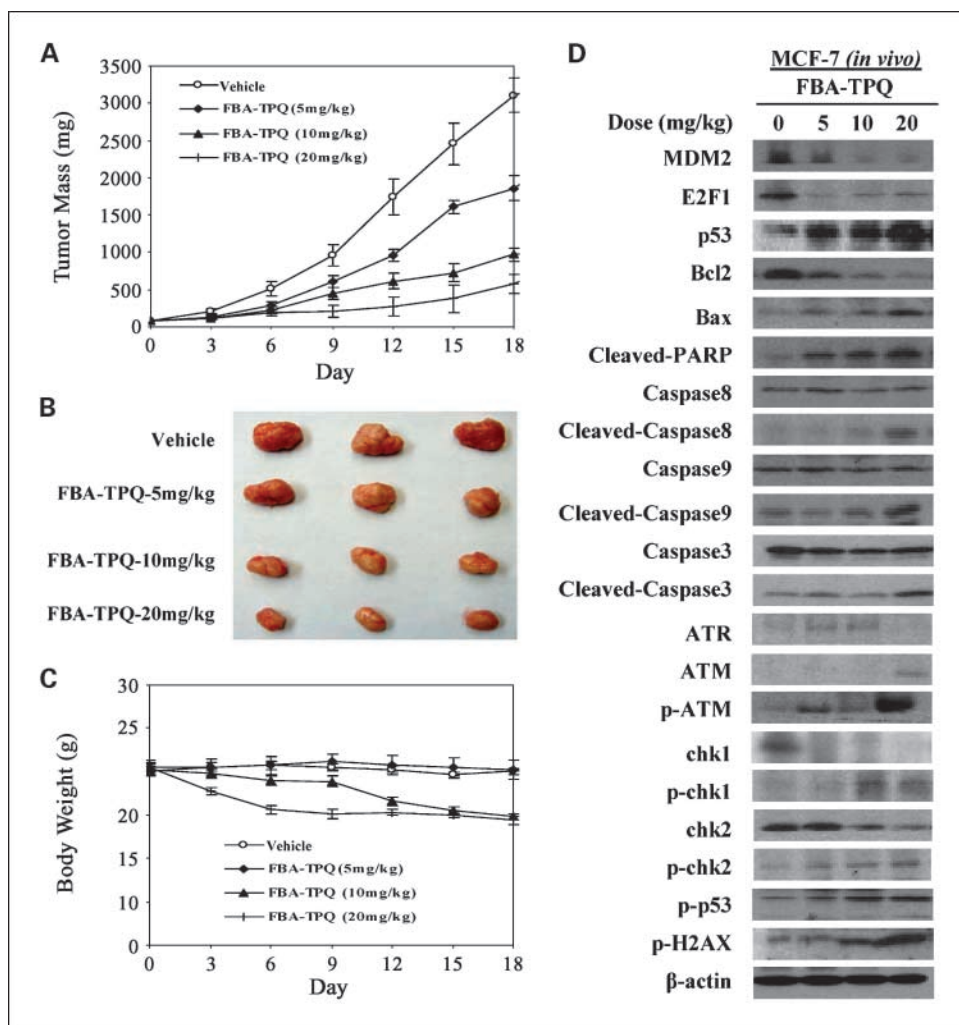 A
3500
3000
2500
2000
1500
1000
500
0
Tumor Mass (mg)
Vehicle
FBA-TPQ (5mg/kg)
FBA-TPQ (10mg/kg)
FBA-TPQ (20mg/kg)
0 3 6 9 12 15 18
Day
B
Vehicle
FBA-TPQ-5mg/kg
FBA-TPQ-10mg/kg
FBA-TPQ-20mg/kg
C
30
25
20
10
0
Body Weight (g)
Vehicle
FBA-TPQ (5mg/kg)
FBA-TPQ (10mg/kg)
FBA-TPQ (20mg/kg)
0 3 6 9 12 15 18
Day
D
MCF-7 (in vivo)
FBA-TPQ
Dose (mg/kg) 0 5 10 20
MDM2
E2F1
p53
Bcl2
Bax
Cleaved-PARP
Caspase8
Cleaved-Caspase8
Caspase9
Cleaved-Caspase9
Caspase3
Cleaved-Caspase3
ATR
ATM
p-ATM
chk1
p-chk1
chk2
p-chk2
p-p53
p-H2AX
β-actin